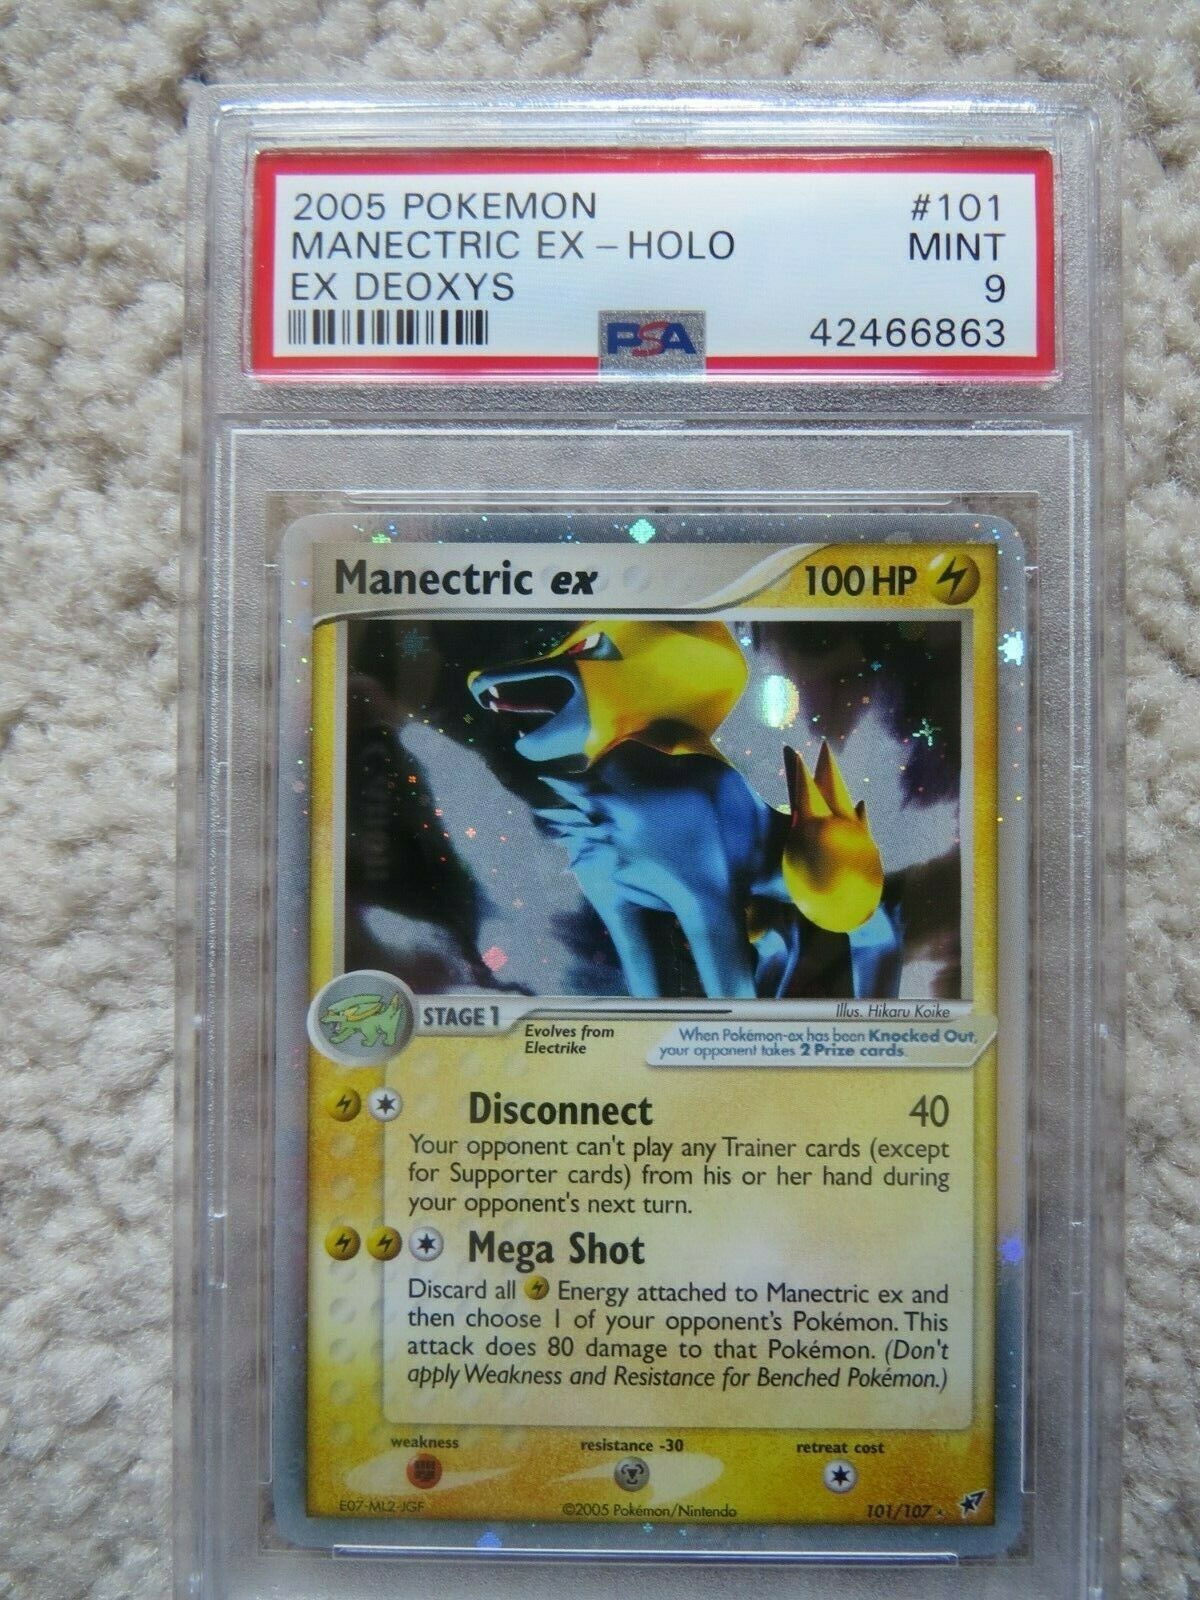 2005 POKEMON #101
MANECTRIC EX - HOLO MINT
EX DEOXYS 9
PSA 42466863
Manectric ex 100 HP
STAGE 1
Illus. Hikaru Koike
Evolves from
Electrike
When Pokémon-ex has been Knocked Out,
your opponent takes 2 Prize cards.
Disconnect 40
Your opponent can't play any Trainer cards (except
for Supporter cards) from his or her hand during
your opponent's next turn.
Mega Shot
Discard all Energy attached to Manectric ex and
then choose 1 of your opponent's Pokémon. This
attack does 80 damage to that Pokémon. (Don't
apply Weakness and Resistance for Benched Pokémon.)
weakness resistance -30 retreat cost
E07-ML2-JGF ©2005 Pokémon/Nintendo 101/107